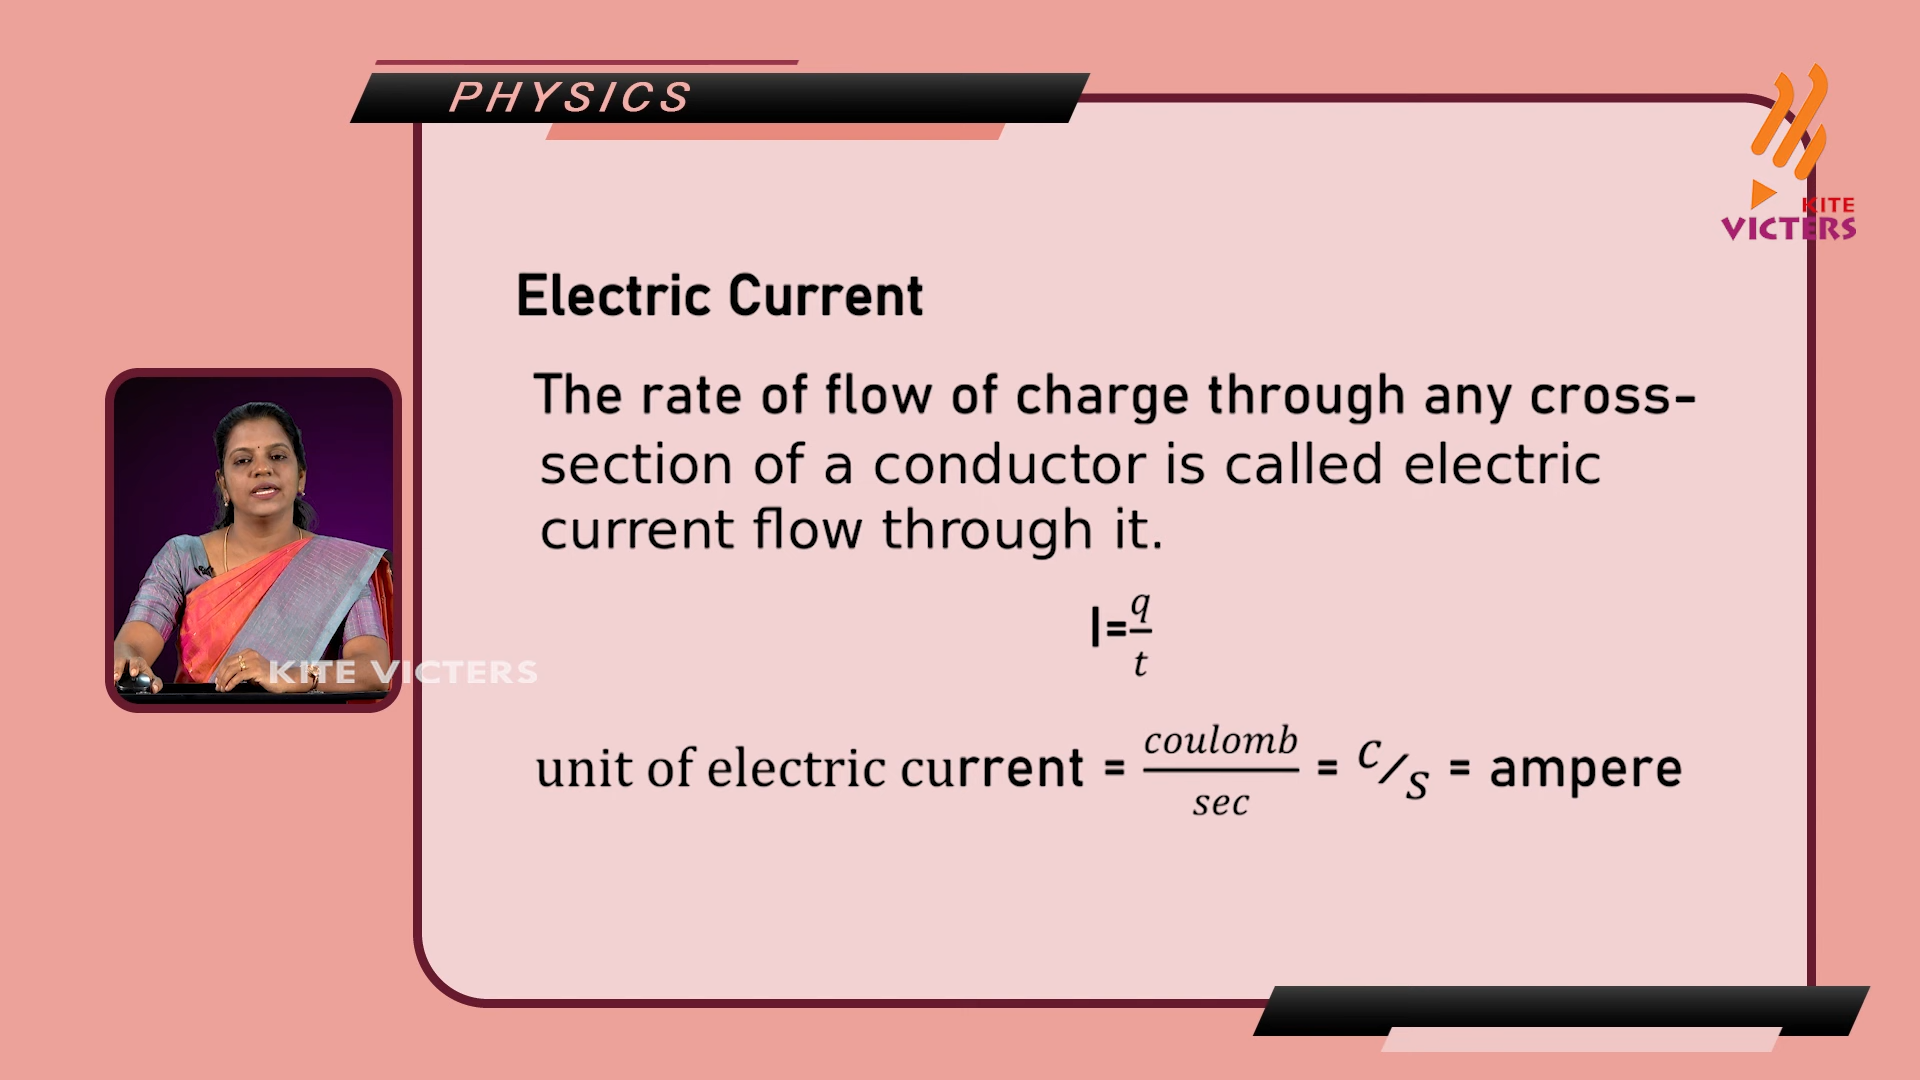 PHYSICS
KITE
VICTERS
Electric Current
The rate of flow of charge through any cross-
section of a conductor is called electric
current flow through it.
I=q/t
KITE VICTERS
unit of electric current = coulomb/sec = C/S = ampere